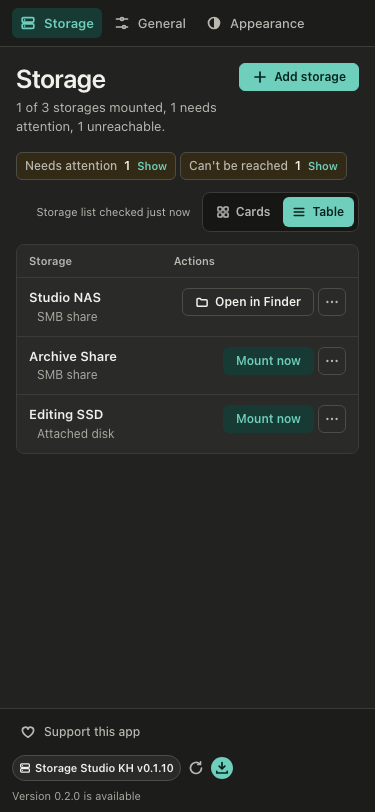 Storage General Appearance
Storage
Add storage
1 of 3 storages mounted, 1 needs
attention, 1 unreachable.
Needs attention 1 Show Can't be reached 1 Show
Storage list checked just now Cards Table
Storage Actions
Studio NAS
SMB share
Open in Finder
Archive Share
SMB share
Mount now
Editing SSD
Attached disk
Mount now
Support this app
Storage Studio KH v0.1.10
Version 0.2.0 is available